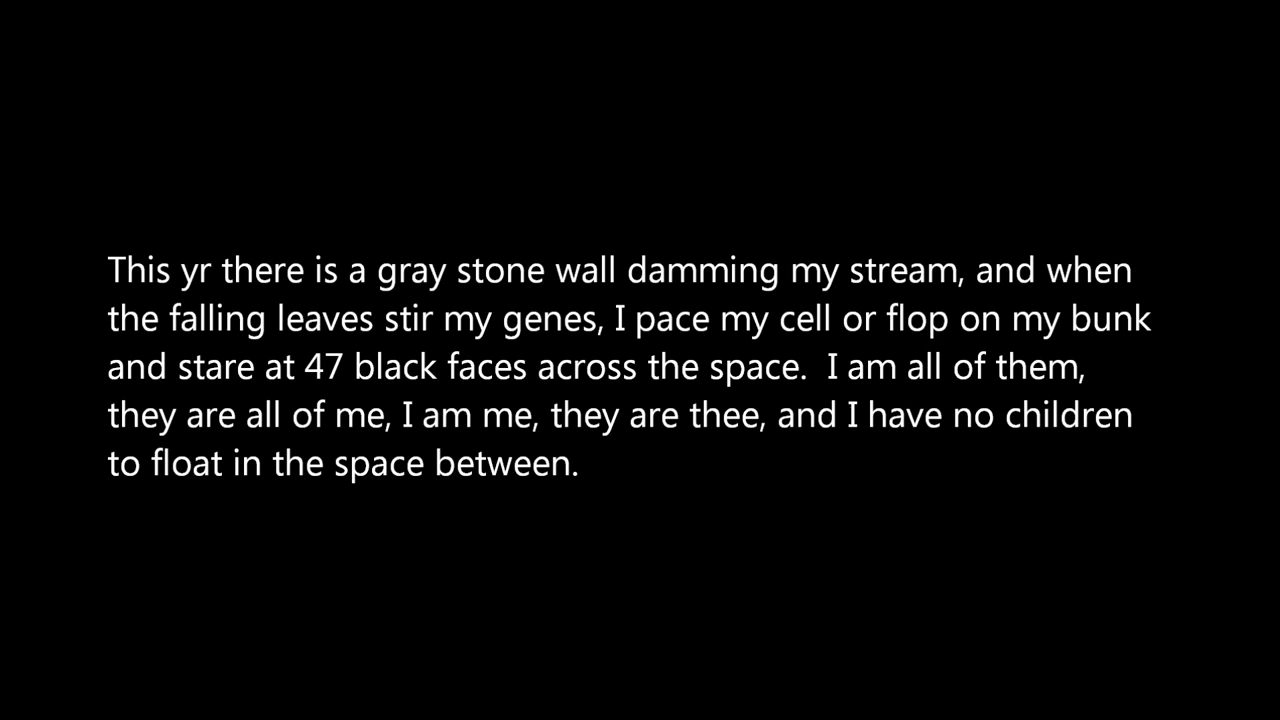 This yr there is a gray stone wall damming my stream, and when
the falling leaves stir my genes, I pace my cell or flop on my bunk
and stare at 47 black faces across the space.  I am all of them,
they are all of me, I am me, they are thee, and I have no children
to float in the space between.